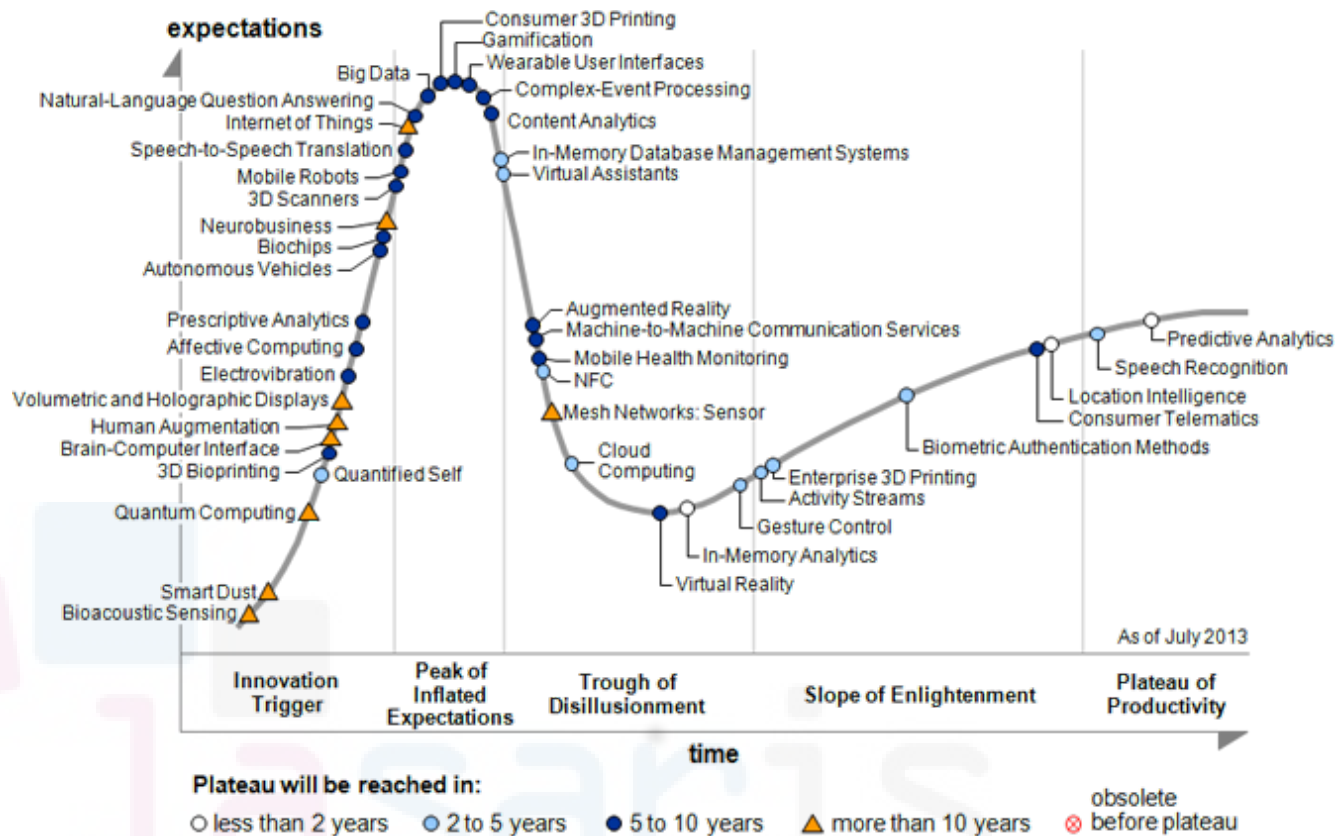 expectations
Consumer 3D Printing
Gamification
Wearable User Interfaces
Big Data
Complex-Event Processing
Natural-Language Question Answering
Internet of Things
Content Analytics
Speech-to-Speech Translation
In-Memory Database Management Systems
Mobile Robots
Virtual Assistants
3D Scanners
Neurobusiness
Biochips
Autonomous Vehicles
Augmented Reality
Prescriptive Analytics
Machine-to-Machine Communication Services
Affective Computing
Mobile Health Monitoring
Electrovibration
NFC
Volumetric and Holographic Displays
Mesh Networks: Sensor
Human Augmentation
Brain-Computer Interface
3D Bioprinting
Quantified Self
Cloud
Computing
Quantum Computing
Smart Dust
Bioacoustic Sensing
Predictive Analytics
Speech Recognition
Location Intelligence
Consumer Telematics
Biometric Authentication Methods
Enterprise 3D Printing
Activity Streams
Gesture Control
In-Memory Analytics
Virtual Reality
As of July 2013
Innovation
Trigger
Peak of
Inflated
Expectations
Trough of
Disillusionment
Slope of Enlightenment
Plateau of
Productivity
time
Plateau will be reached in:
less than 2 years
2 to 5 years
5 to 10 years
more than 10 years
obsolete
before plateau
lasaris